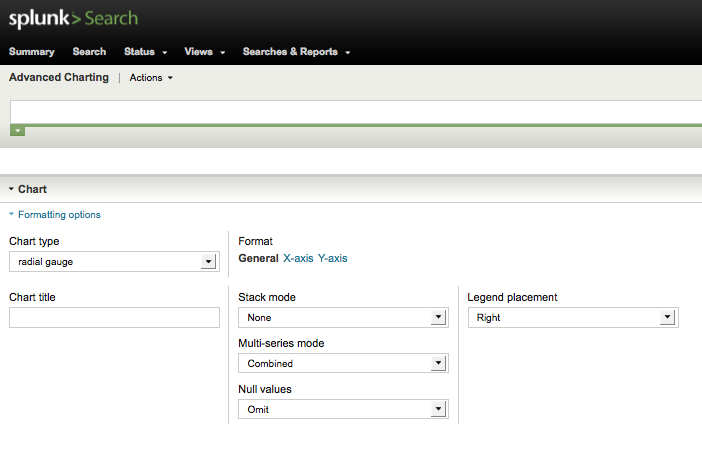 splunk> Search
Summary Search Status Views Searches & Reports
Advanced Charting | Actions
Chart
Formatting options
Chart type
radial gauge
Format
General X-axis Y-axis
Chart title
Stack mode
None
Multi-series mode
Combined
Null values
Omit
Legend placement
Right